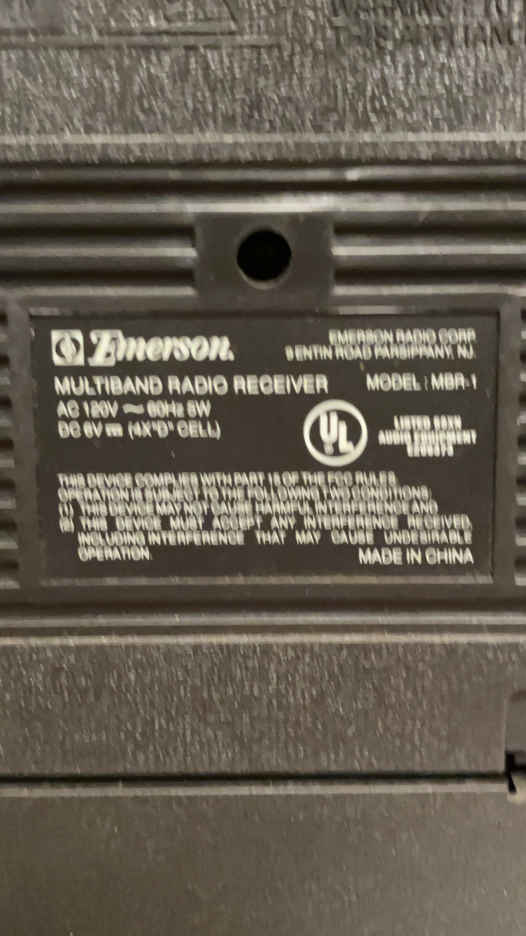 Emerson.
EMERSON RADIO CORP.
9 ENTIN ROAD PARSIPPANY, NJ.
MULTIBAND RADIO RECEIVER
MODEL : MBR-1
AC 120V ~ 60Hz 5W
DC 6V ⎓ (4X"D" CELL)
UL
LISTED
AUDIO EQUIPMENT
THIS DEVICE COMPLIES WITH PART 15 OF THE FCC RULES.
OPERATION IS SUBJECT TO THE FOLLOWING TWO CONDITIONS
THIS DEVICE MAY NOT CAUSE HARMFUL INTERFERENCE AND
THIS DEVICE MUST ACCEPT ANY INTERFERENCE RECEIVED,
INCLUDING INTERFERENCE THAT MAY CAUSE UNDESIRABLE
OPERATION.
MADE IN CHINA